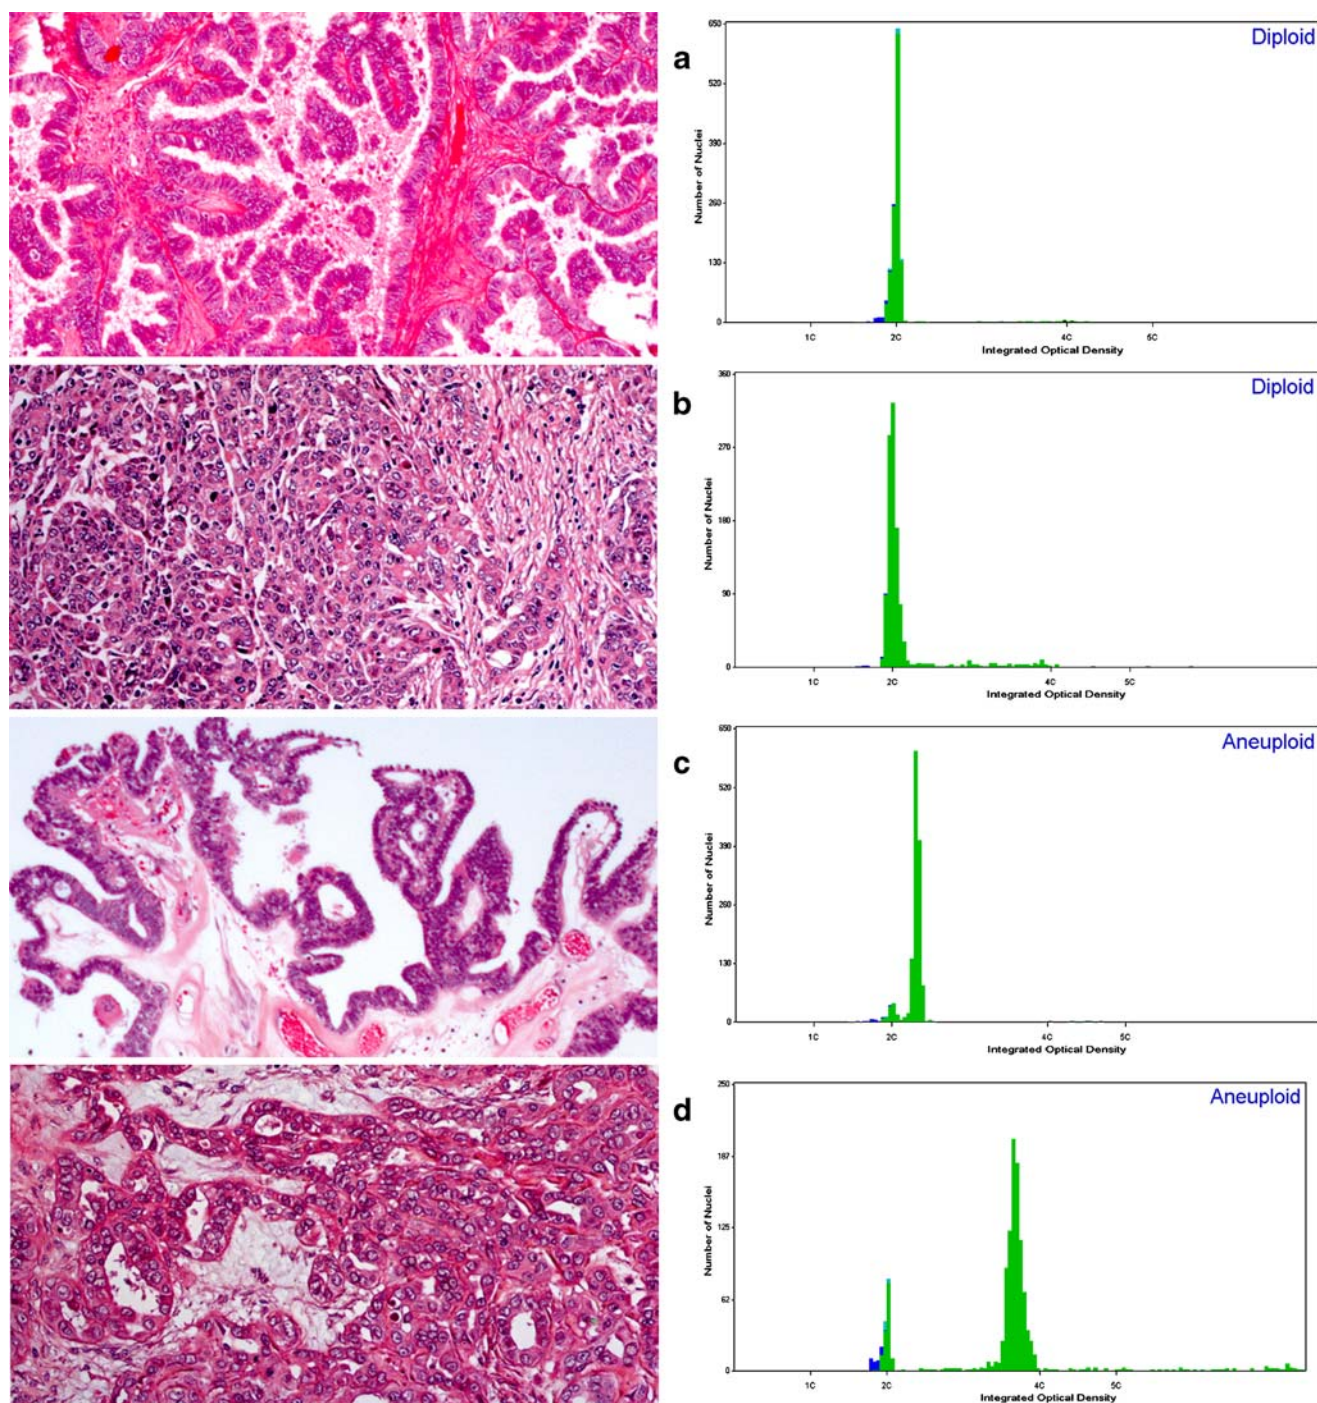 a
Diploid
650
520
390
260
130
0
Number of Nuclei
1C 2C 4C 5C
Integrated Optical Density
b
Diploid
360
270
180
90
0
Number of Nuclei
1C 2C 4C 5C
Integrated Optical Density
c
Aneuploid
650
520
390
260
130
0
Number of Nuclei
1C 2C 4C 5C
Integrated Optical Density
d
Aneuploid
250
187
125
62
0
Number of Nuclei
1C 2C 4C 5C
Integrated Optical Density